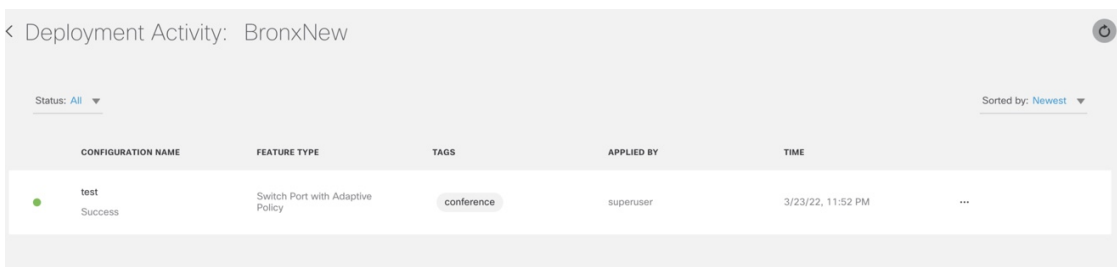 Deployment Activity: BronxNew
Status: All
Sorted by: Newest
CONFIGURATION NAME FEATURE TYPE TAGS APPLIED BY TIME
test
Success
Switch Port with Adaptive
Policy
conference
superuser
3/23/22, 11:52 PM
...